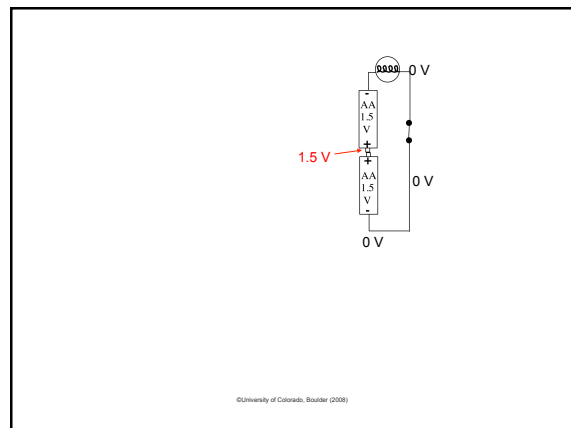 0 V
-
AA
1.5
V
+
1.5 V
+
AA
1.5
V
-
0 V
0 V
©University of Colorado, Boulder (2008)